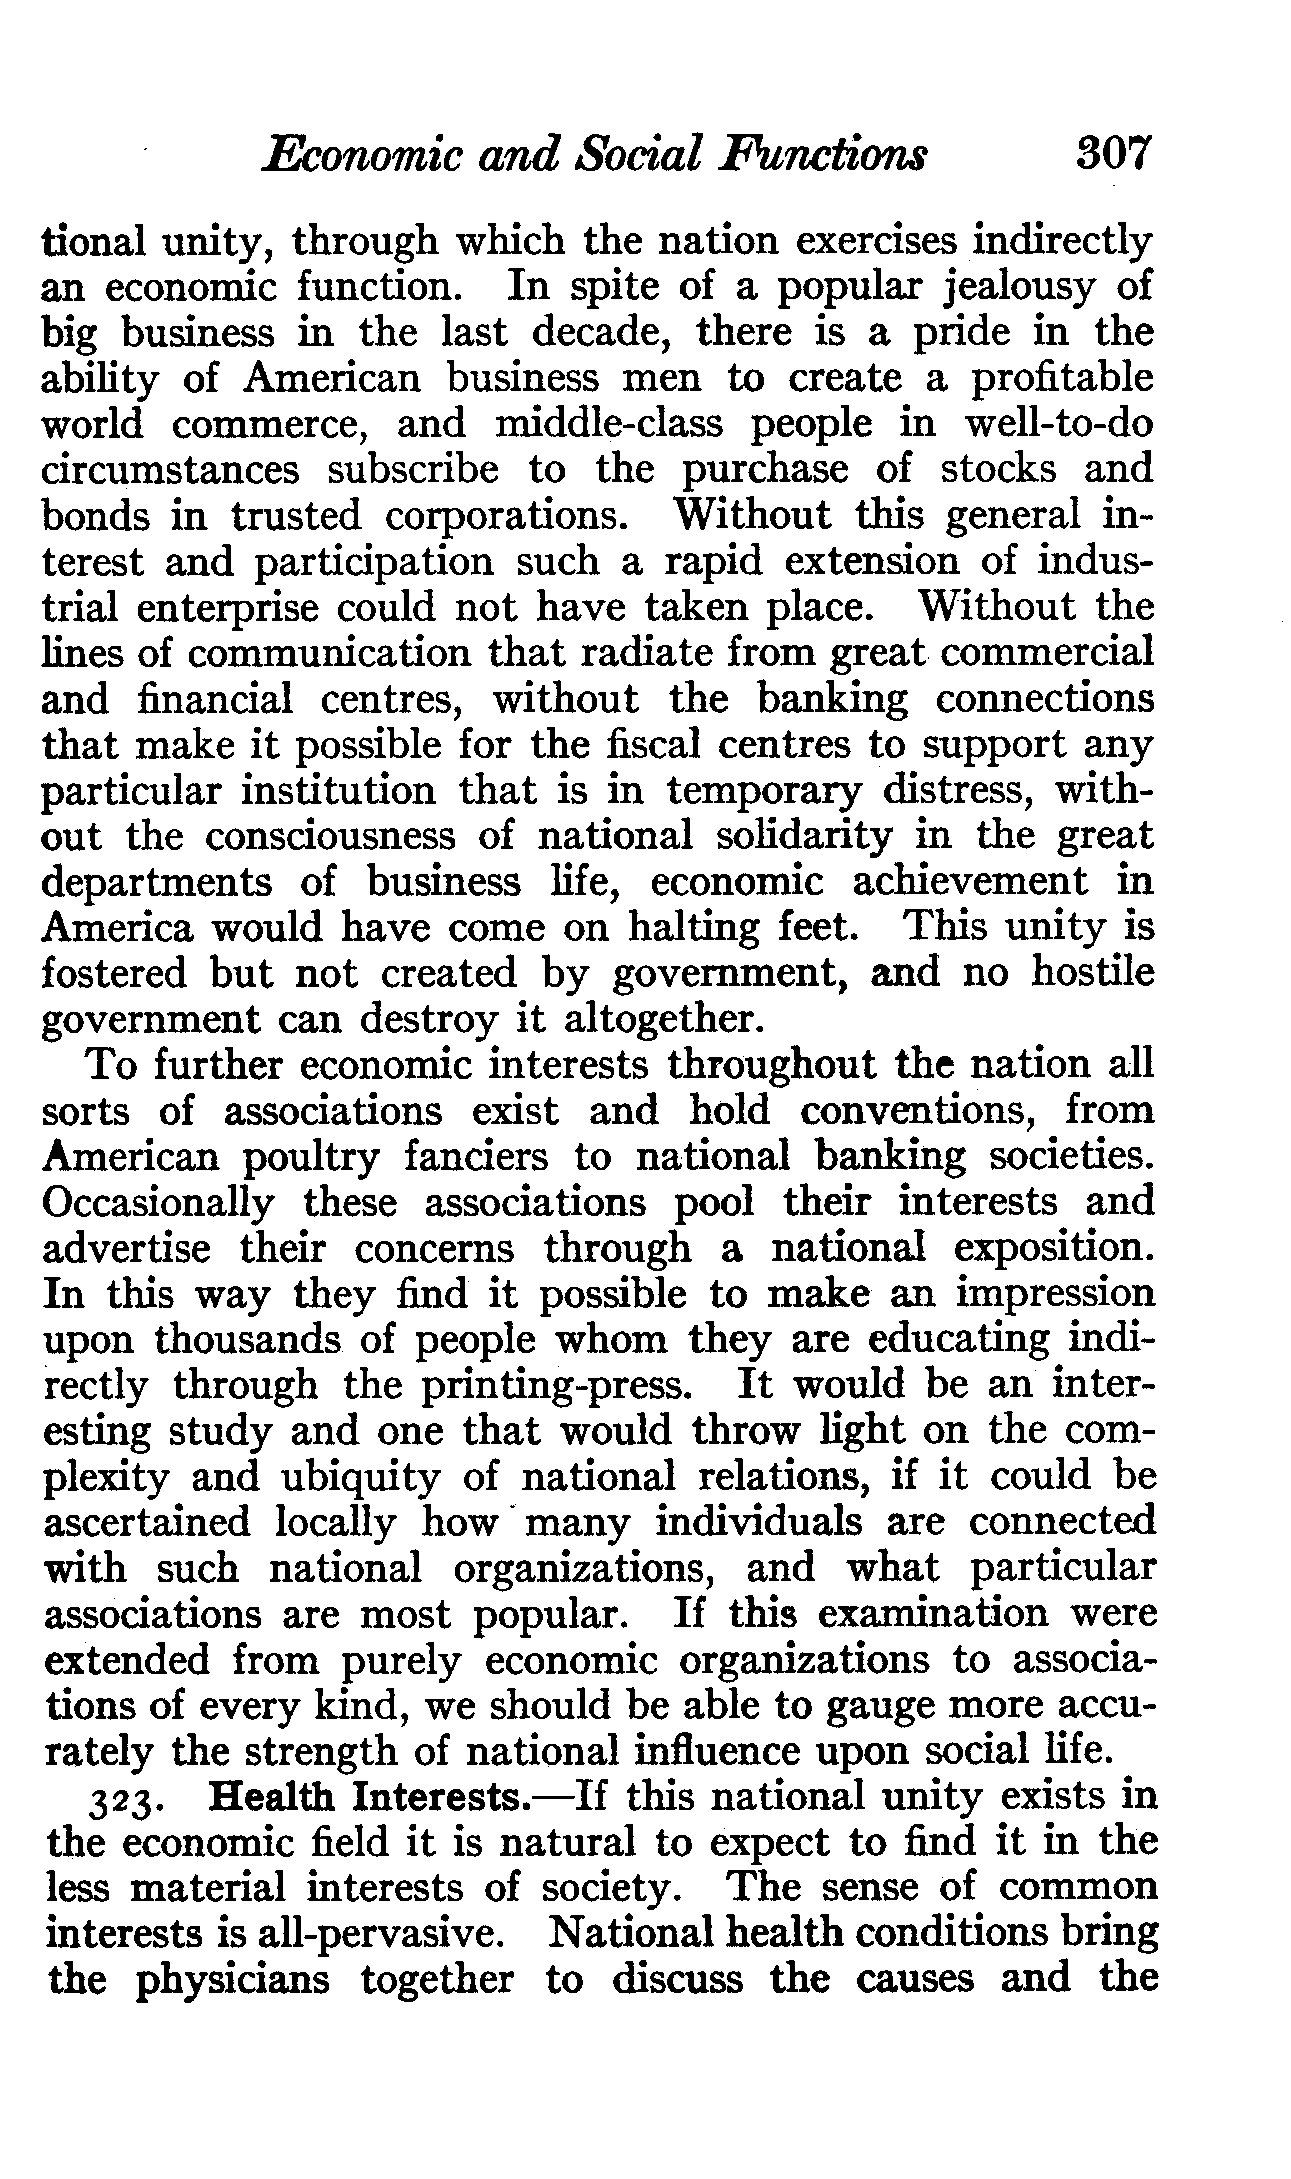 Economic and Social Functions 307
tional unity, through which the nation exercises indirectly
an economic function. In spite of a popular jealousy of
big business in the last decade, there is a pride in the
ability of American business men to create a profitable
world commerce, and middle-class people in well-to-do
circumstances subscribe to the purchase of stocks and
bonds in trusted corporations. Without this general in-
terest and participation such a rapid extension of indus-
trial enterprise could not have taken place. Without the
lines of communication that radiate from great commercial
and financial centres, without the banking connections
that make it possible for the fiscal centres to support any
particular institution that is in temporary distress, with-
out the consciousness of national solidarity in the great
departments of business life, economic achievement in
America would have come on halting feet. This unity is
fostered but not created by government, and no hostile
government can destroy it altogether.
To further economic interests throughout the nation all
sorts of associations exist and hold conventions, from
American poultry fanciers to national banking societies.
Occasionally these associations pool their interests and
advertise their concerns through a national exposition.
In this way they find it possible to make an impression
upon thousands of people whom they are educating indi-
rectly through the printing-press. It would be an inter-
esting study and one that would throw light on the com-
plexity and ubiquity of national relations, if it could be
ascertained locally how many individuals are connected
with such national organizations, and what particular
associations are most popular. If this examination were
extended from purely economic organizations to associa-
tions of every kind, we should be able to gauge more accu-
rately the strength of national influence upon social life.
323. Health Interests.—If this national unity exists in
the economic field it is natural to expect to find it in the
less material interests of society. The sense of common
interests is all-pervasive. National health conditions bring
the physicians together to discuss the causes and the